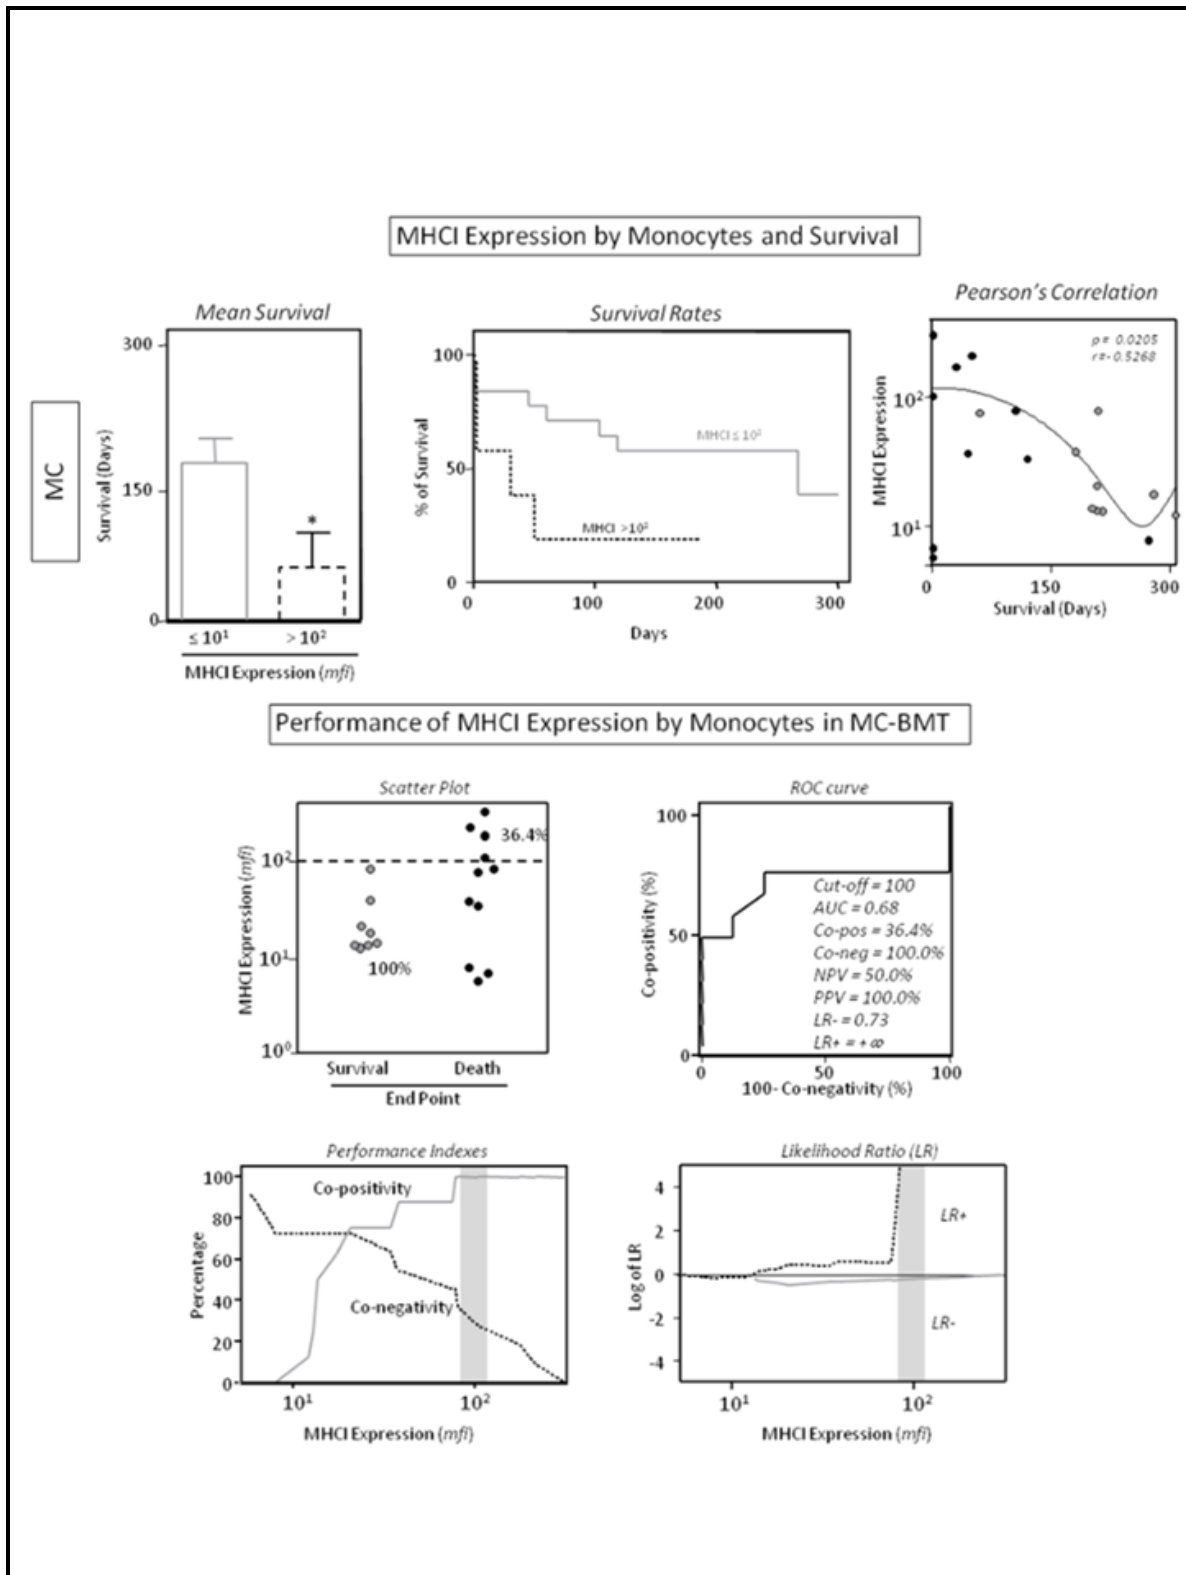 MHCI Expression by Monocytes and Survival
MC
Mean Survival
300
150
0
Survival (Days)
≤ 10¹
> 10²
MHCI Expression (mfi)
*
Survival Rates
100
50
0
% of Survival
MHCI ≤ 10²
MHCI >10²
0
100
200
300
Days
Pearson's Correlation
p = 0.0205
r=-0.5268
MHCI Expression
10²
10¹
0
150
300
Survival (Days)
Performance of MHCI Expression by Monocytes in MC-BMT
Scatter Plot
MHCI Expression (mfi)
10²
10¹
10⁰
36.4%
100%
Survival
Death
End Point
ROC curve
Co-positivity (%)
100
50
0
Cut-off = 100
AUC = 0.68
Co-pos = 36.4%
Co-neg = 100.0%
NPV = 50.0%
PPV = 100.0%
LR- = 0.73
LR+ = + ∞
0
50
100
100- Co-negativity (%)
Performance Indexes
Percentage
100
80
60
40
20
0
Co-positivity
Co-negativity
10¹
10²
MHCI Expression (mfi)
Likelihood Ratio (LR)
Log of LR
4
2
0
-2
-4
LR+
LR-
10¹
10²
MHCI Expression (mfi)